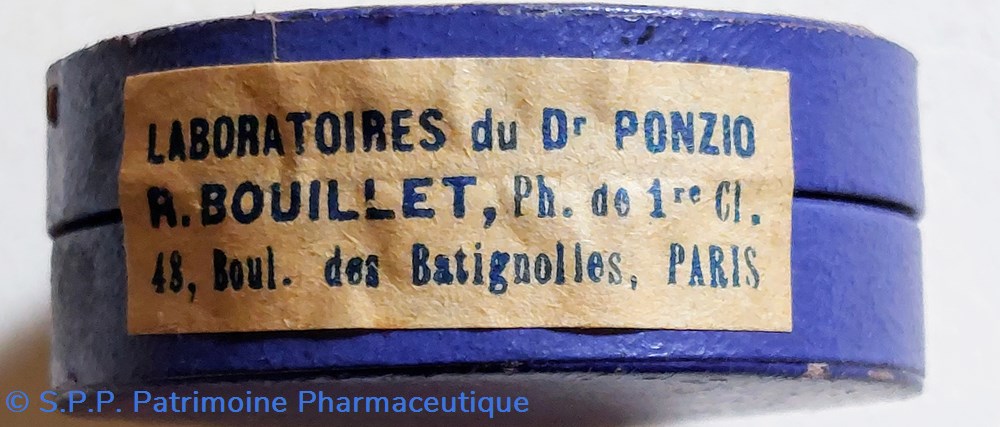 LABORATOIRES du Dr PONZIO
R. BOUILLET, Ph. de 1re Cl.
48, Boul. des Batignolles, PARIS
© S.P.P. Patrimoine Pharmaceutique